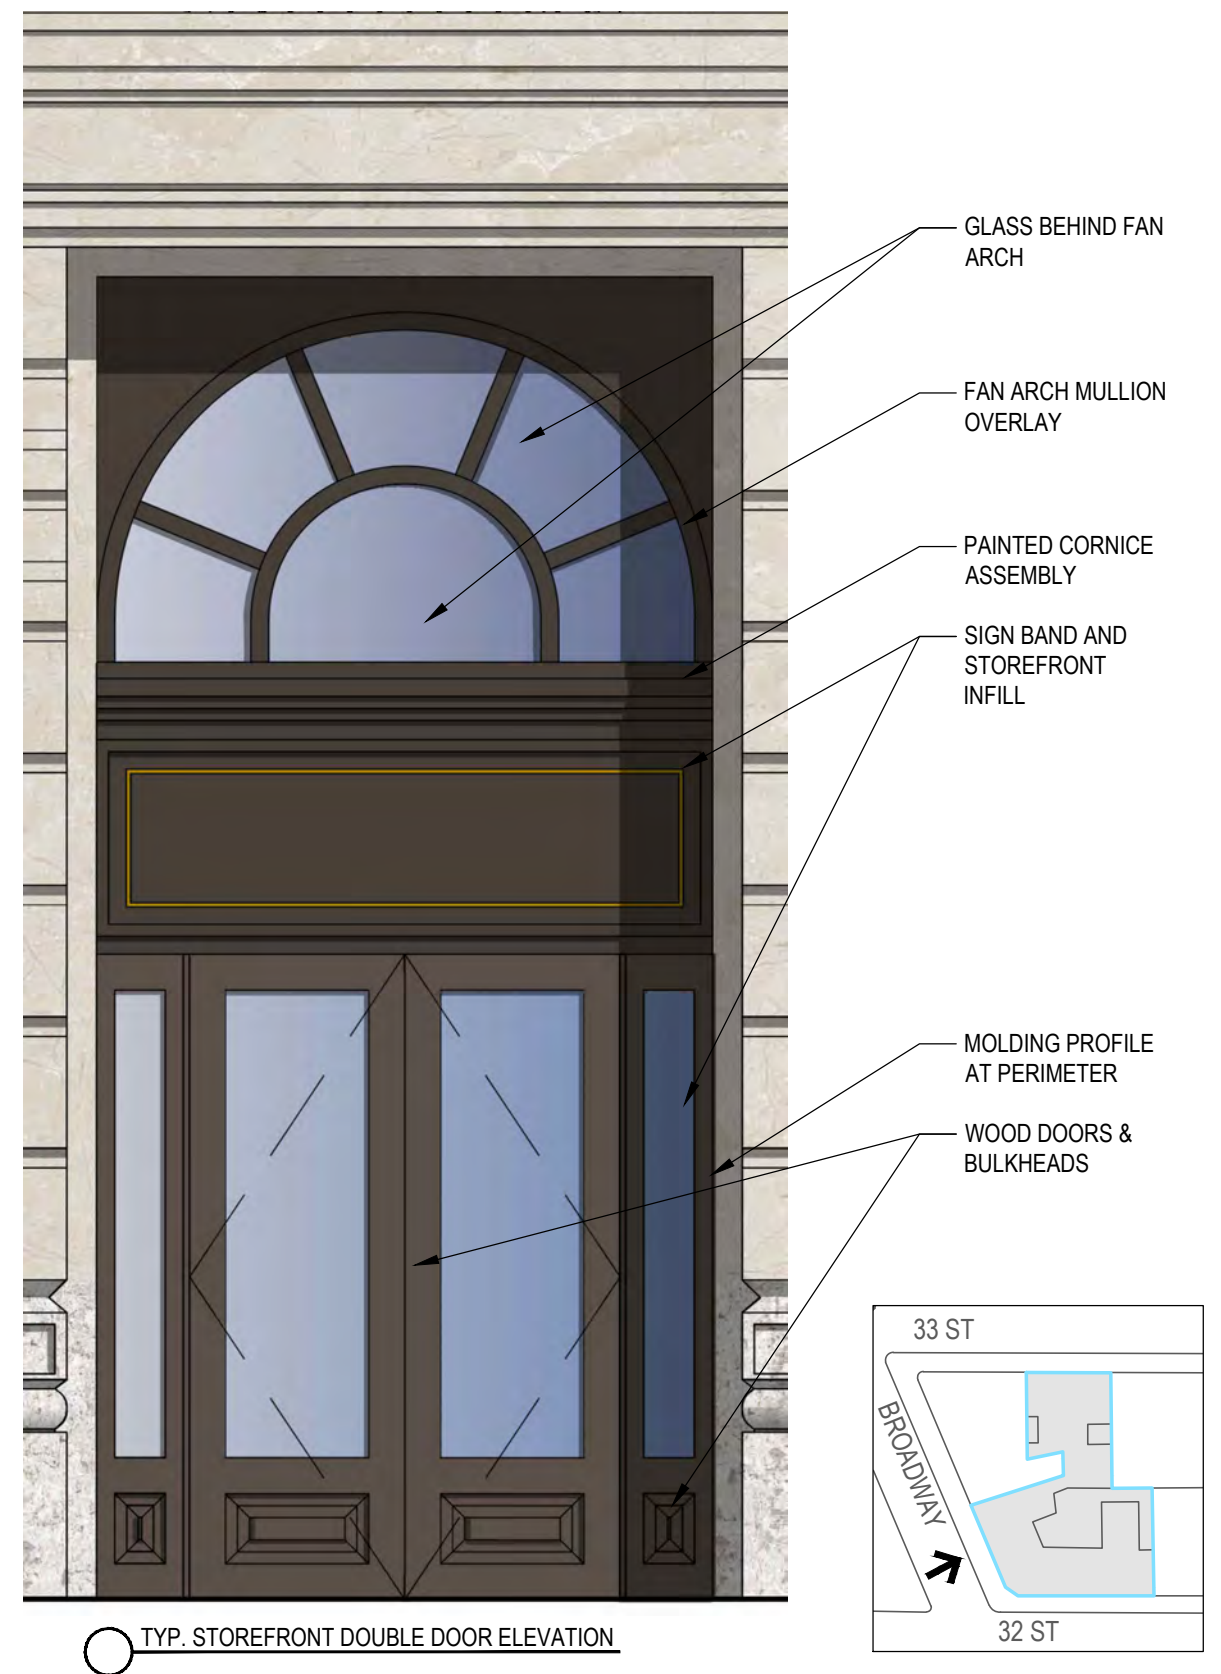 GLASS BEHIND FAN
ARCH
FAN ARCH MULLION
OVERLAY
PAINTED CORNICE
ASSEMBLY
SIGN BAND AND
STOREFRONT
INFILL
MOLDING PROFILE
AT PERIMETER
WOOD DOORS &
BULKHEADS
33 ST
BROADWAY
32 ST
TYP. STOREFRONT DOUBLE DOOR ELEVATION